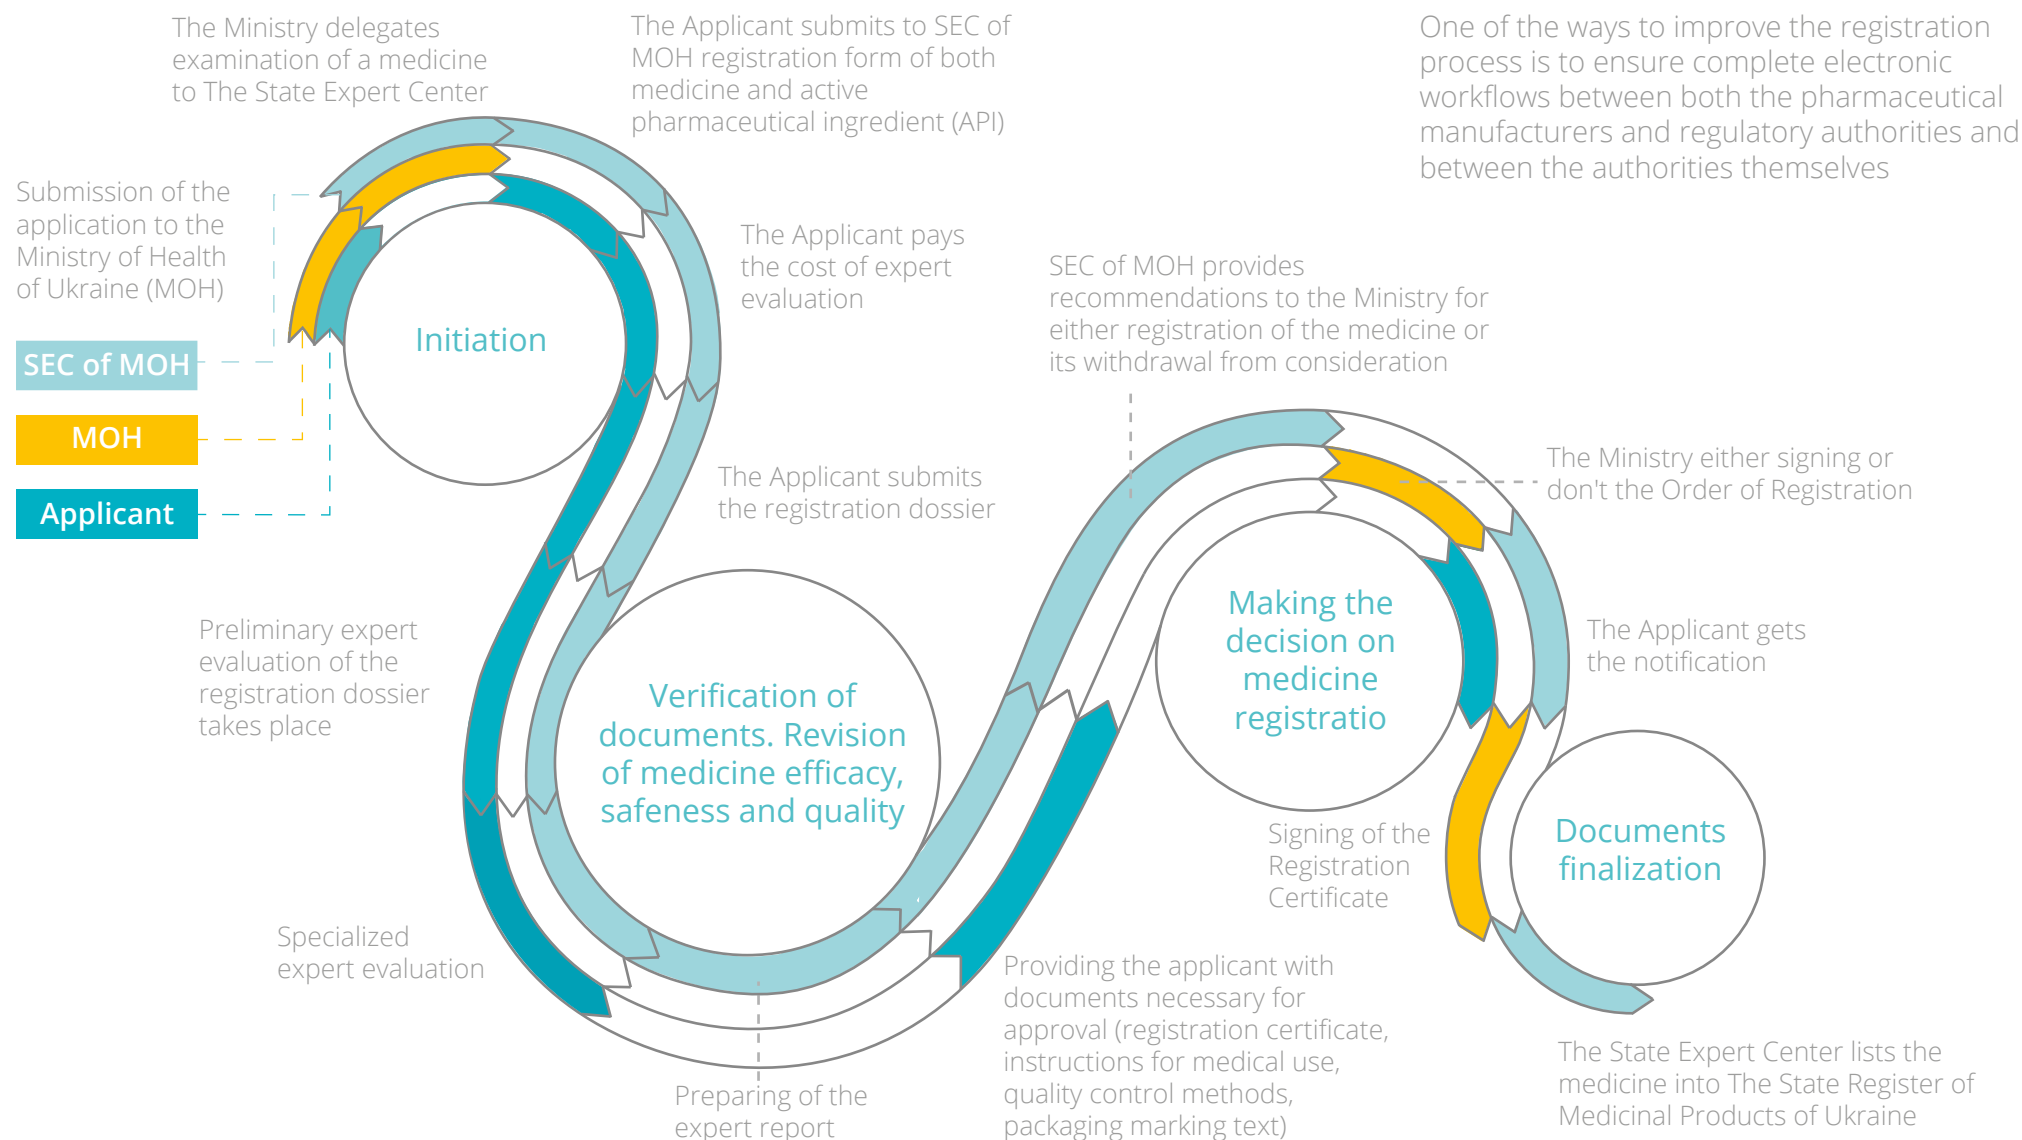 The Ministry delegates
examination of a medicine
to The State Expert Center
The Applicant submits to SEC of
MOH registration form of both
medicine and active
pharmaceutical ingredient (API)
One of the ways to improve the registration
process is to ensure complete electronic
workflows between both the pharmaceutical
manufacturers and regulatory authorities and
between the authorities themselves
Submission of the
application to the
Ministry of Health
of Ukraine (MOH)
The Applicant pays
the cost of expert
evaluation
SEC of MOH provides
recommendations to the Ministry for
either registration of the medicine or
its withdrawal from consideration
Initiation
SEC of MOH
MOH
Applicant
The Applicant submits
the registration dossier
The Ministry either signing or
don't the Order of Registration
Preliminary expert
evaluation of the
registration dossier
takes place
Verification of
documents. Revision
of medicine efficacy,
safeness and quality
Making the
decision on
medicine
registratio
The Applicant gets
the notification
Signing of the
Registration
Certificate
Documents
finalization
Specialized
expert evaluation
Preparing of the
expert report
Providing the applicant with
documents necessary for
approval (registration certificate,
instructions for medical use,
quality control methods,
packaging marking text)
The State Expert Center lists the
medicine into The State Register of
Medicinal Products of Ukraine